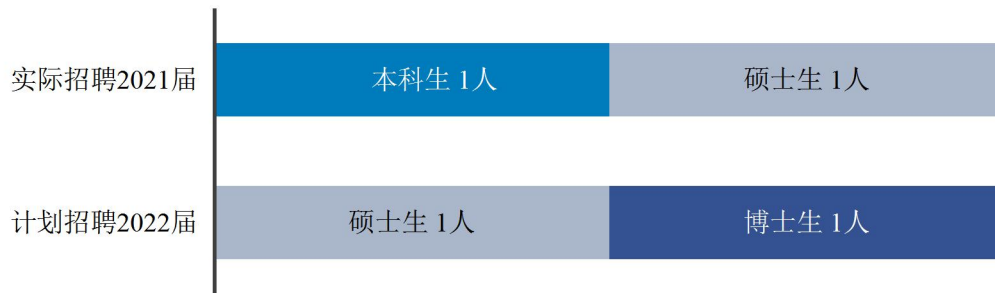 实际招聘2021届 本科生 1人 硕士生 1人
计划招聘2022届 硕士生 1人 博士生 1人